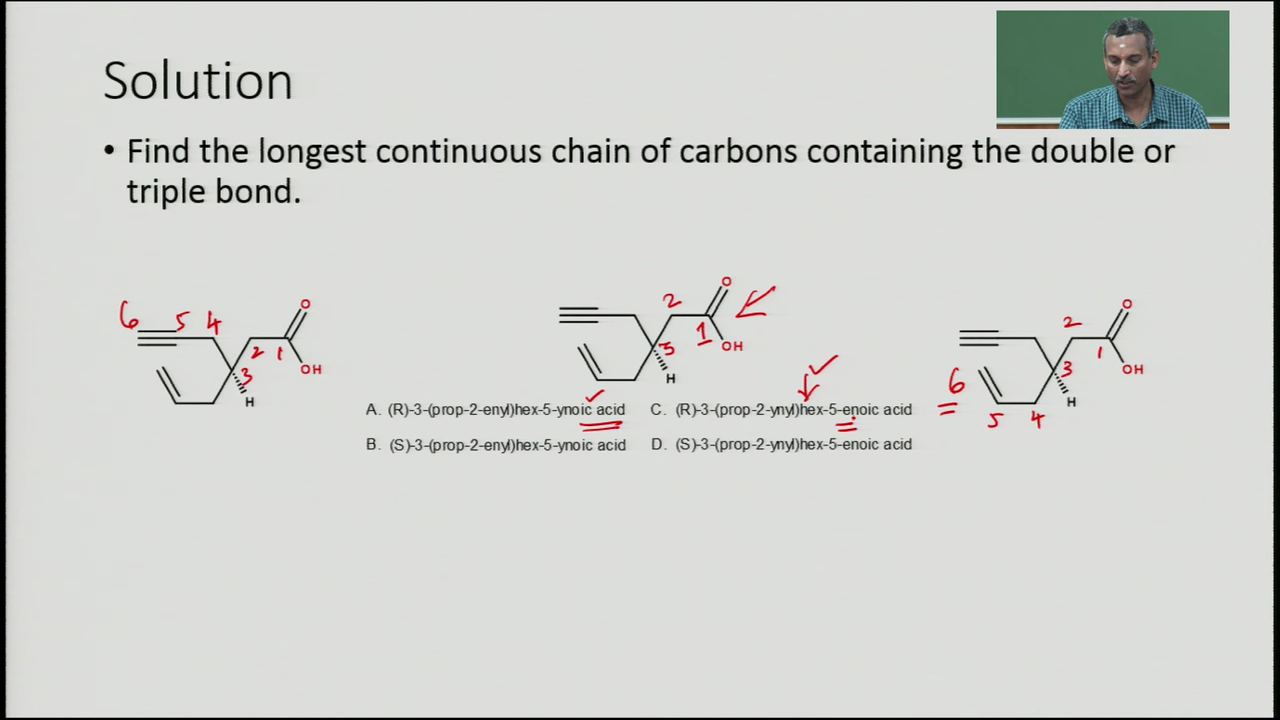 Solution
• Find the longest continuous chain of carbons containing the double or
triple bond.
6 5 4 3 2 1 O OH H
2 1 3 O OH H
2 1 3 4 5 6 O OH H
A. (R)-3-(prop-2-enyl)hex-5-ynoic acid C. (R)-3-(prop-2-ynyl)hex-5-enoic acid
B. (S)-3-(prop-2-enyl)hex-5-ynoic acid D. (S)-3-(prop-2-ynyl)hex-5-enoic acid